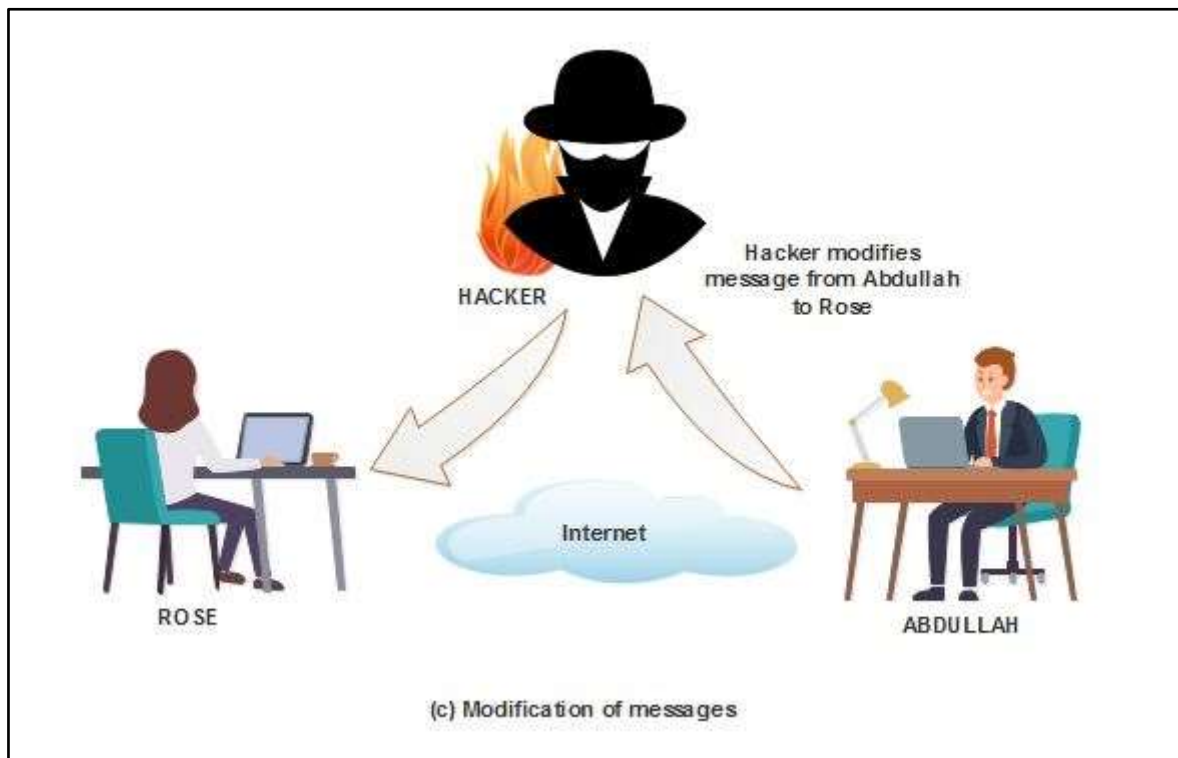 HACKER
Hacker modifies
message from Abdullah
to Rose
Internet
ROSE
ABDULLAH
(c) Modification of messages